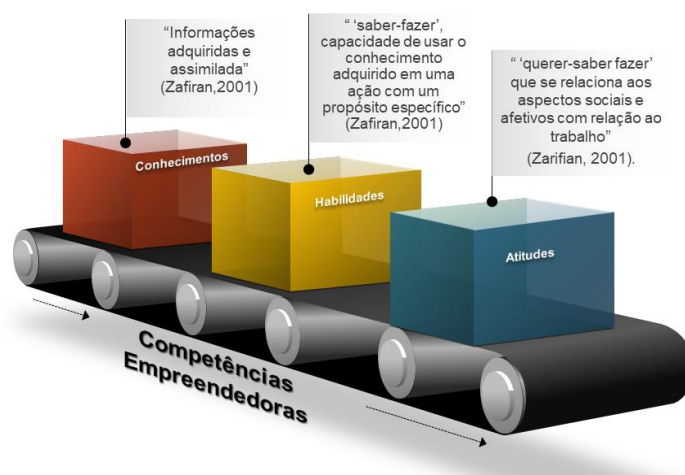 “Informações
adquiridas e
assimilada”
(Zafiran,2001)
“ ‘saber-fazer’,
capacidade de usar o
conhecimento
adquirido em uma
ação com um
propósito específico”
(Zafiran,2001)
“ ‘querer-saber fazer’
que se relaciona aos
aspectos sociais e
afetivos com relação ao
trabalho”
(Zarifian, 2001).
Conhecimentos
Habilidades
Atitudes
Competências
Empreendedoras